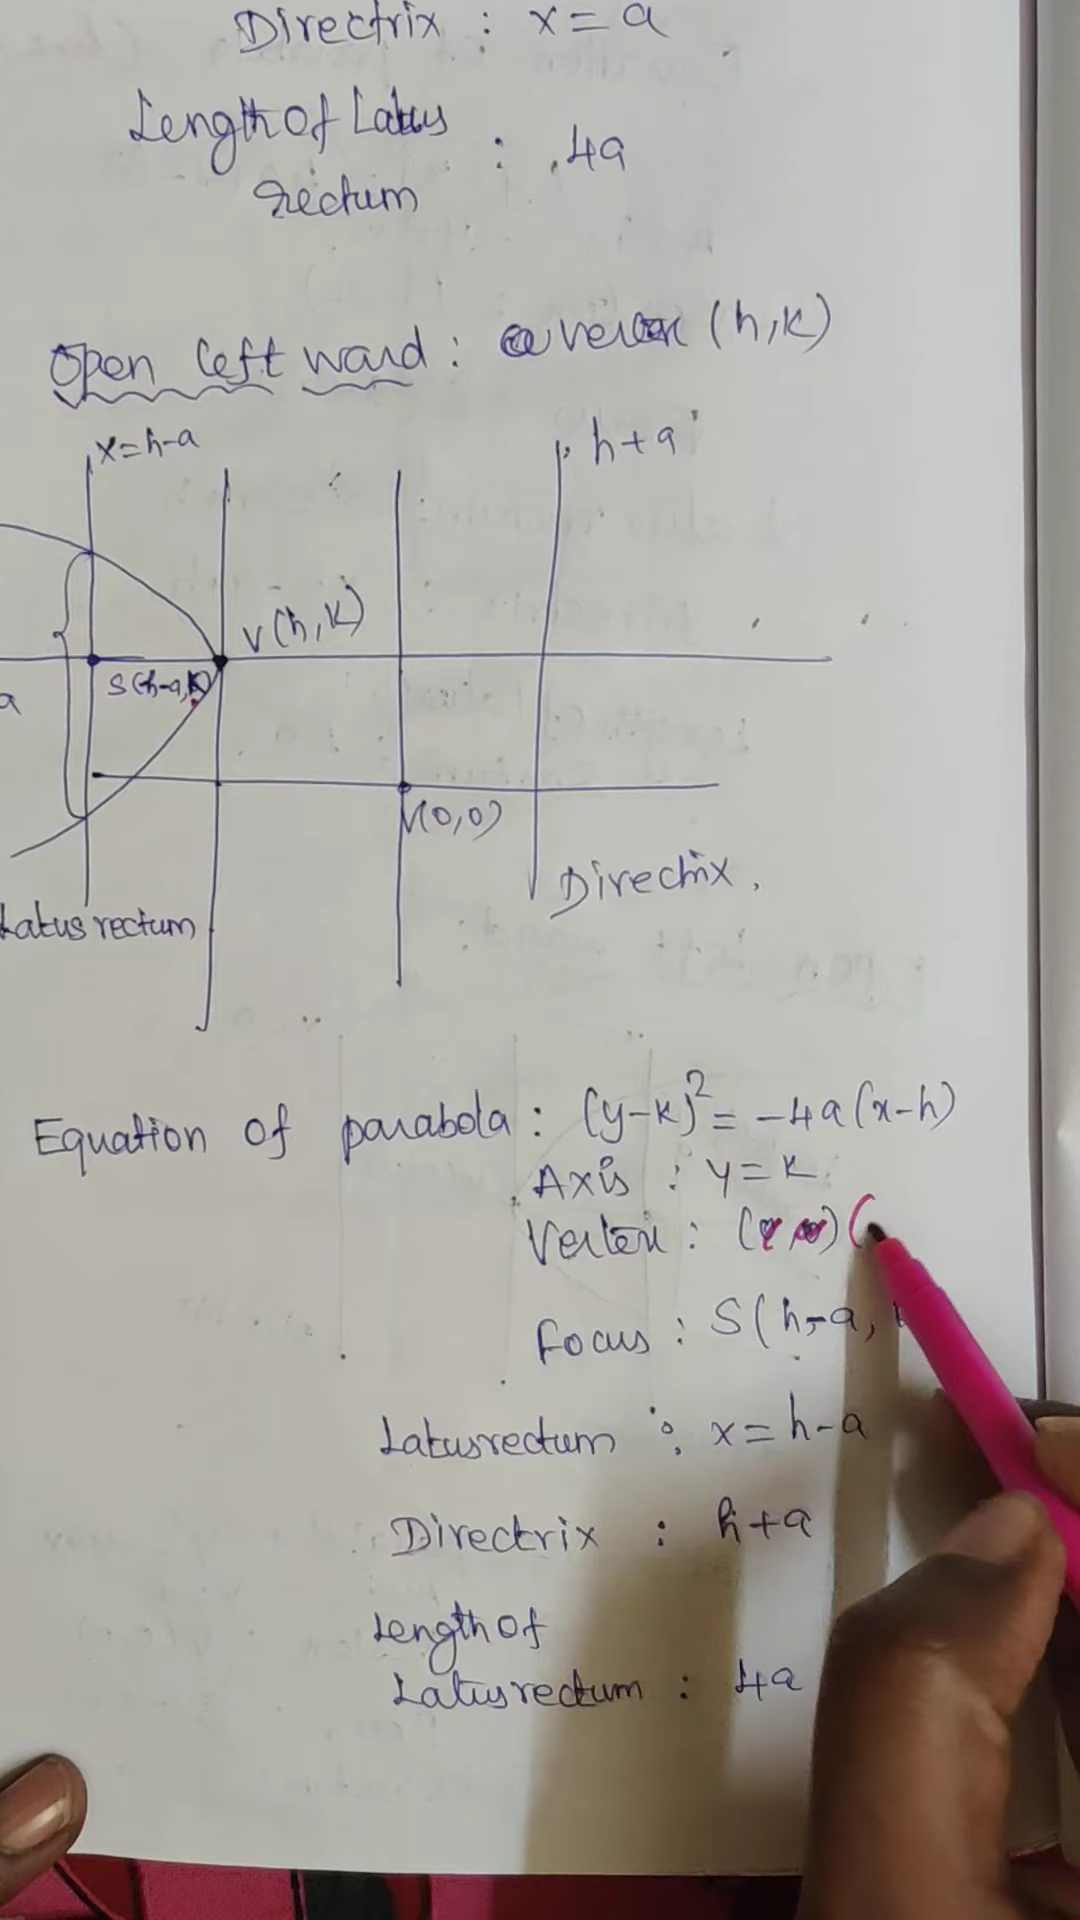 Directrix : x = a
Length of Latus
rectum : 4a
Open left ward : vertex (h,k)
x=h-a
h+a
V(h,k)
S(h-a,k)
a
V(0,0)
Directrix.
Latus rectum
Equation of parabola : (y-k)² = -4a(x-h)
Axis : y = k
Vertex : (
Focus : S(h-a,
Latusrectum : x = h-a
Directrix : h+a
Length of
Latusrectum : 4a